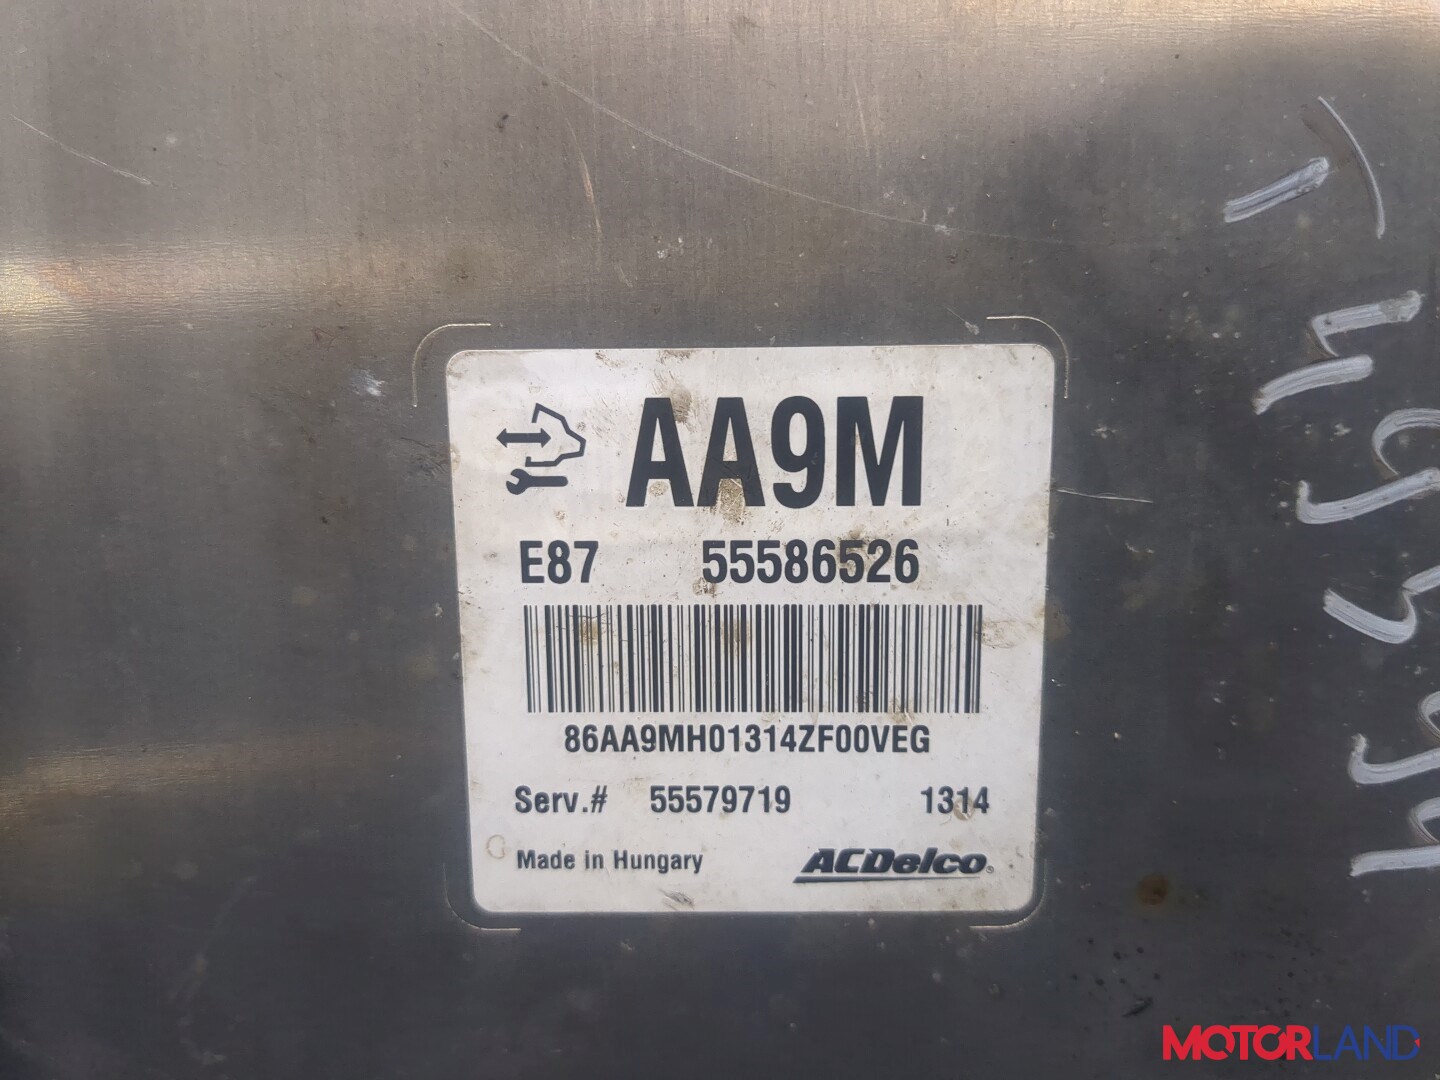 AA9M
E87 55586526
86AA9MH01314ZF00VEG
Serv.# 55579719 1314
Made in Hungary ACDelco®
MOTORLAND